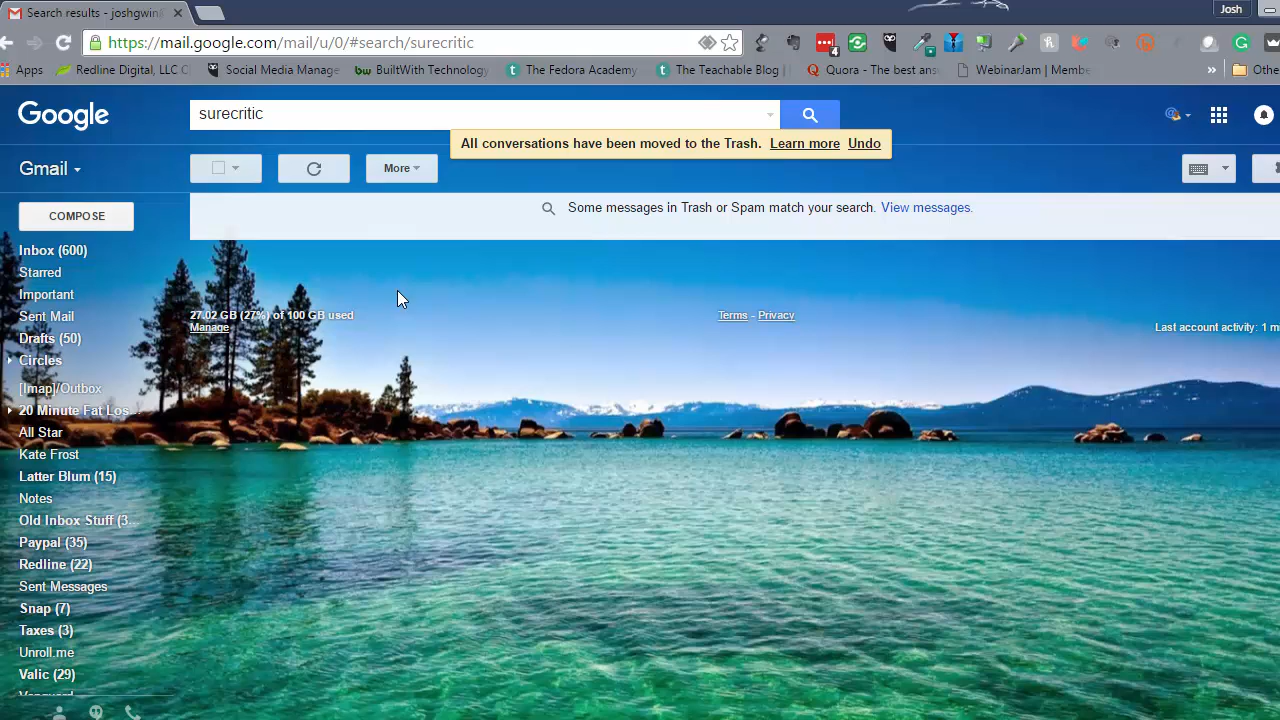 Search results - joshgwin
Josh
https://mail.google.com/mail/u/0/#search/surecritic
4
Apps
Redline Digital, LLC C
Social Media Manage
bw BuiltWith Technology
t The Fedora Academy
t The Teachable Blog |
Quora - The best ans
WebinarJam | Membe
»
Othe
Google
surecritic
All conversations have been moved to the Trash. Learn more Undo
Gmail
More
COMPOSE
Some messages in Trash or Spam match your search. View messages.
Inbox (600)
Starred
Important
Sent Mail
27.02 GB (27%) of 100 GB used
Manage
Terms - Privacy
Last account activity: 1 m
Drafts (50)
Circles
[Imap]/Outbox
20 Minute Fat Los...
All Star
Kate Frost
Latter Blum (15)
Notes
Old Inbox Stuff (3...
Paypal (35)
Redline (22)
Sent Messages
Snap (7)
Taxes (3)
Unroll.me
Valic (29)